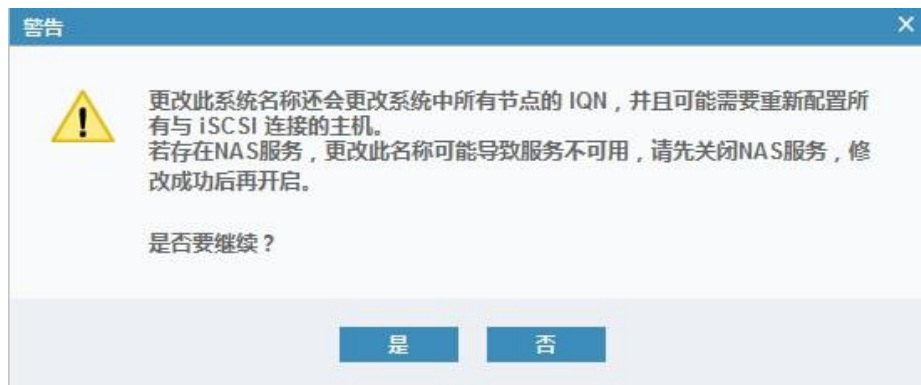 警告
更改此系统名称还会更改系统中所有节点的 IQN，并且可能需要重新配置所
有与 iSCSI 连接的主机。
若存在NAS服务，更改此名称可能导致服务不可用，请先关闭NAS服务，修
改成功后再开启。
是否要继续？
是
否